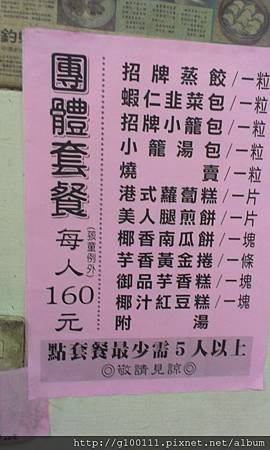 團體套餐
每人
(孩童例外)
160
元
招牌蒸餃/一粒
蝦仁韭菜包/一粒
招牌小籠包/一粒
小籠湯包/一粒
燒賣/一粒
港式蘿蔔糕/一片
美人腿煎餅/一片
椰香南瓜餅/一塊
芋香黃金捲/一條
御品芋香糕/一塊
椰汁紅豆糕/一塊
附湯
點套餐最少需5人以上
◎敬請見諒◎
http://g100111.pixnet.net/album